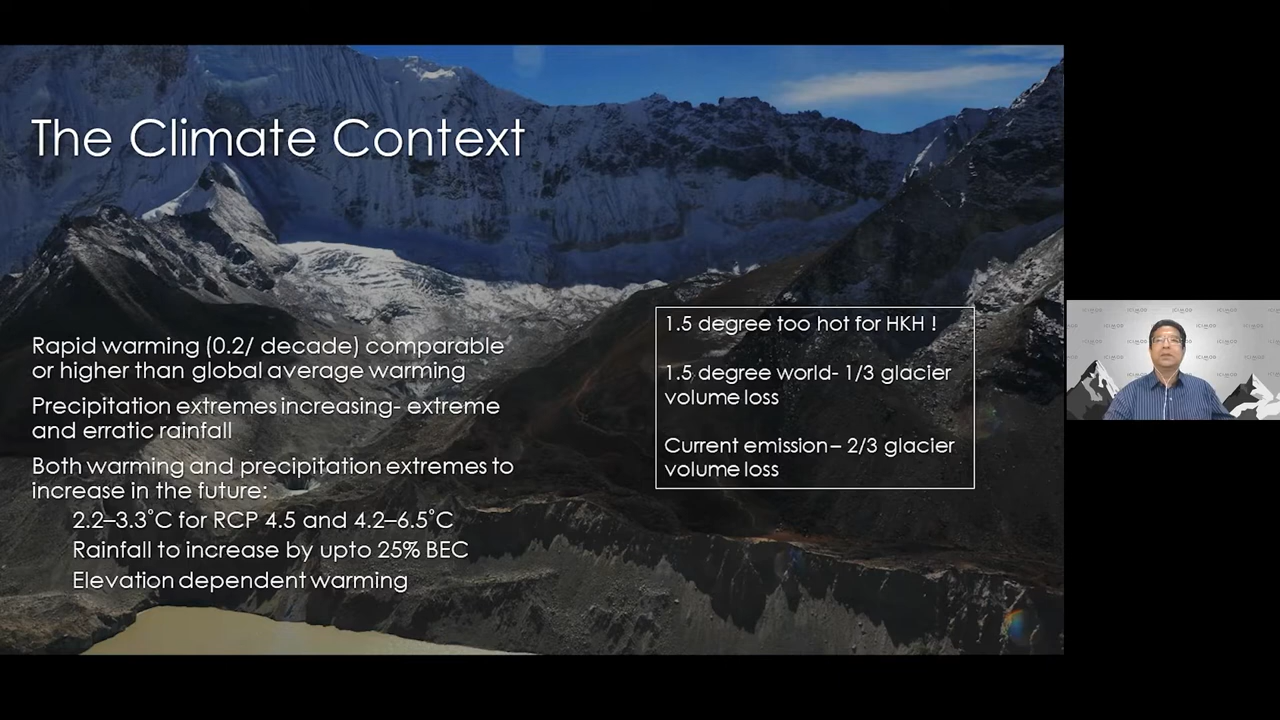 The Climate Context
Rapid warming (0.2/ decade) comparable
or higher than global average warming
Precipitation extremes increasing- extreme
and erratic rainfall
Both warming and precipitation extremes to
increase in the future:
2.2–3.3˚C for RCP 4.5 and 4.2–6.5˚C
Rainfall to increase by upto 25% BEC
Elevation dependent warming
1.5 degree too hot for HKH !
1.5 degree world- 1/3 glacier
volume loss
Current emission – 2/3 glacier
volume loss